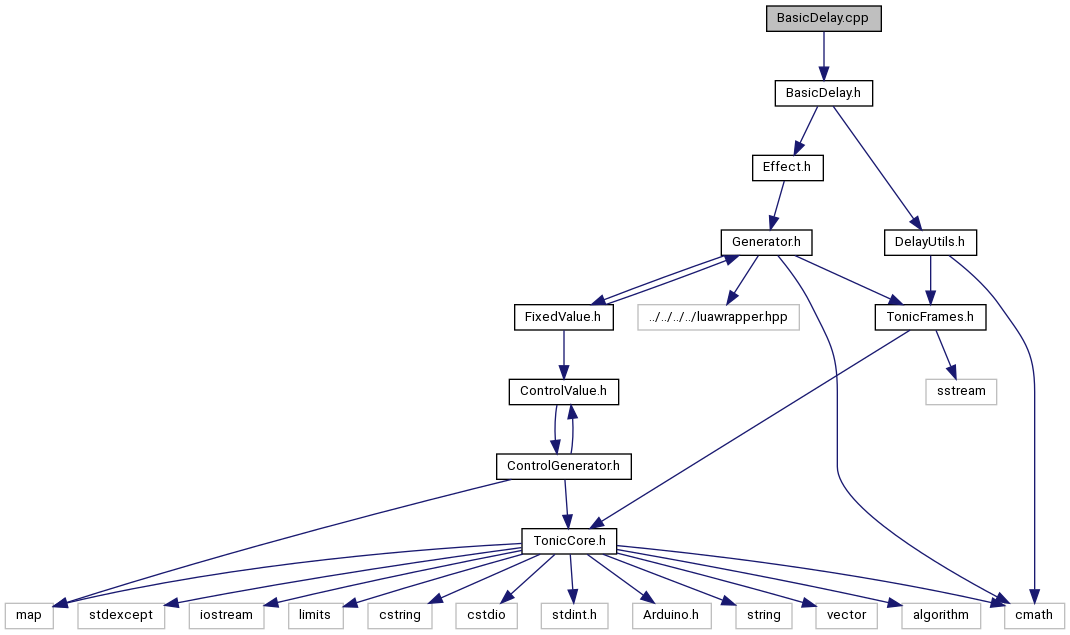 BasicDelay.cpp
BasicDelay.h
Effect.h
Generator.h
DelayUtils.h
FixedValue.h
../../../../luawrapper.hpp
TonicFrames.h
ControlValue.h
sstream
ControlGenerator.h
TonicCore.h
map
stdexcept
iostream
limits
cstring
cstdio
stdint.h
Arduino.h
string
vector
algorithm
cmath